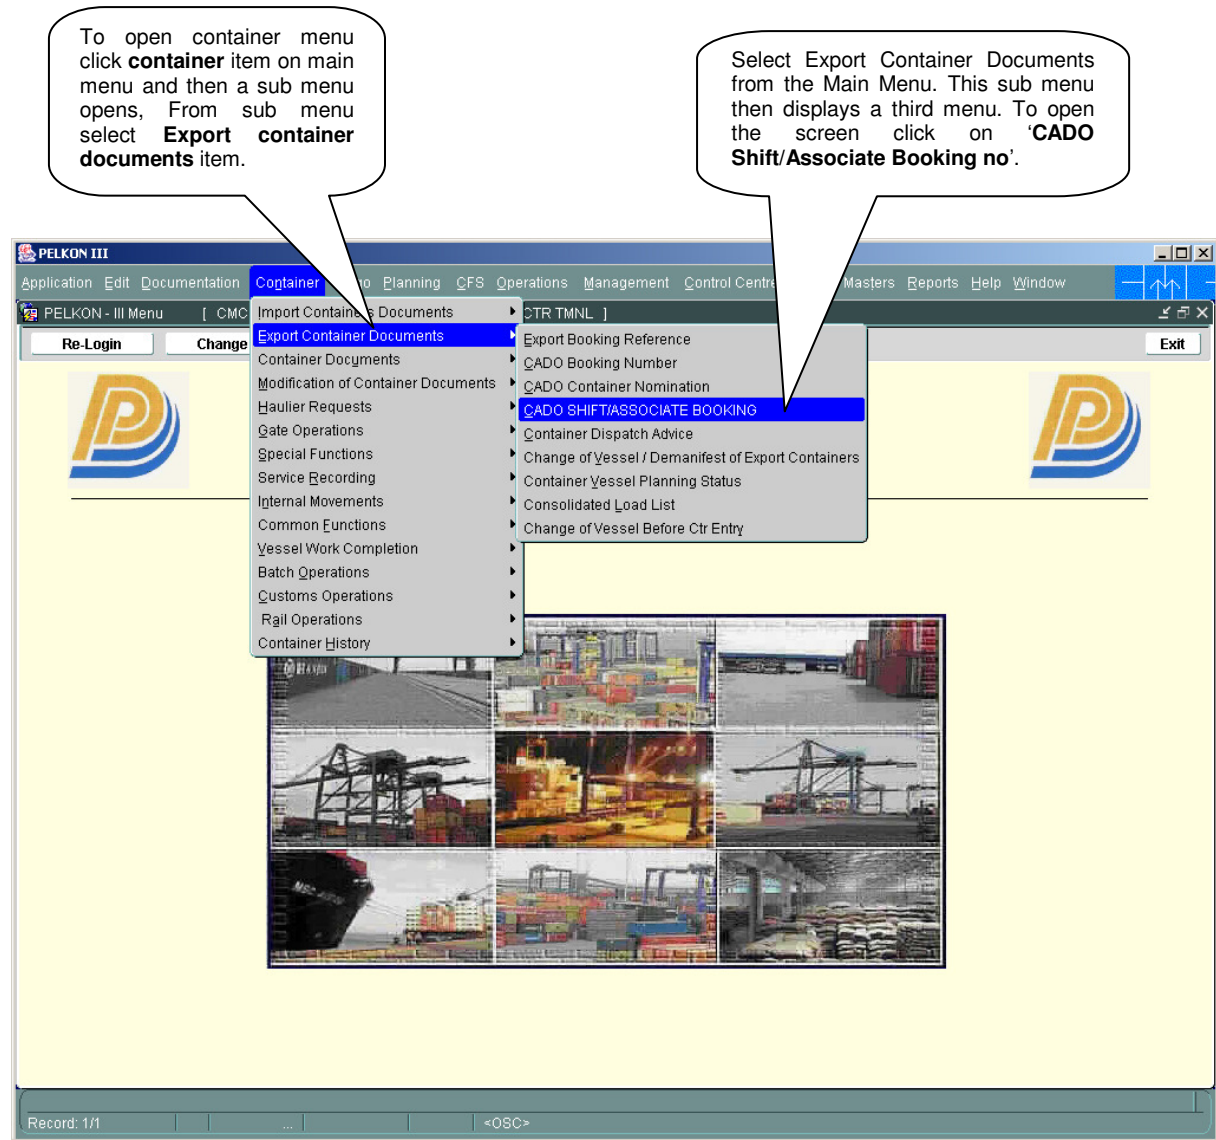 To open container menu
click container item on main
menu and then a sub menu
opens, From sub menu
select Export container
documents item.
Select Export Container Documents
from the Main Menu. This sub menu
then displays a third menu. To open
the screen click on ‘CADO
Shift/Associate Booking no’.
PELKON III
Application Edit Documentation Container Planning CFS Operations Management Control Centre Masters Reports Help Window
PELKON - III Menu [ CMC CTR TMNL ]
Re-Login Change Exit
Import Containers Documents
Export Container Documents
Container Documents
Modification of Container Documents
Haulier Requests
Gate Operations
Special Functions
Service Recording
Internal Movements
Common Functions
Vessel Work Completion
Batch Operations
Customs Operations
Rail Operations
Container History
Export Booking Reference
CADO Booking Number
CADO Container Nomination
CADO SHIFT/ASSOCIATE BOOKING
Container Dispatch Advice
Change of Vessel / Demanifest of Export Containers
Container Vessel Planning Status
Consolidated Load List
Change of Vessel Before Ctr Entry
Record: 1/1 ... <OSC>